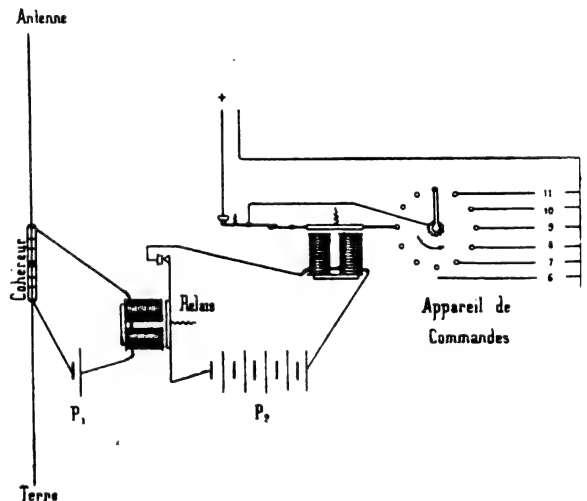 Antenne
+
11
10
9
8
7
6
Cohéreur
Relais
Appareil de
Commandes
P₁
P₂
Terre